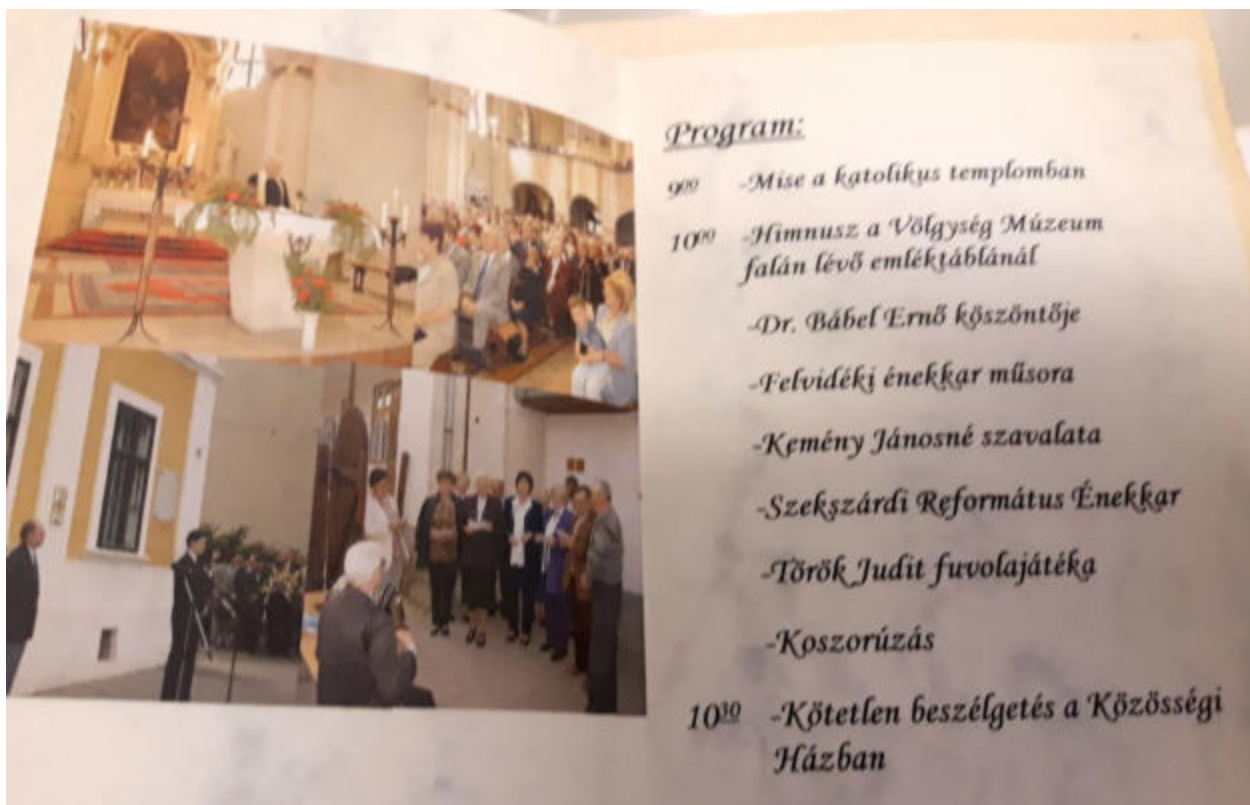 Program:
9⁰⁰ -Mise a katolikus templomban
10⁰⁰ -Himnusz a Völgység Múzeum
falán lévő emléktáblánál
-Dr. Bábel Ernő köszöntője
-Felvidéki énekkar műsora
-Kemény Jánosné szavalata
-Szekszárdi Református Énekkar
-Török Judit fuvolajátéka
-Koszorúzás
10³⁰ -Kötetlen beszélgetés a Közösségi
Házban